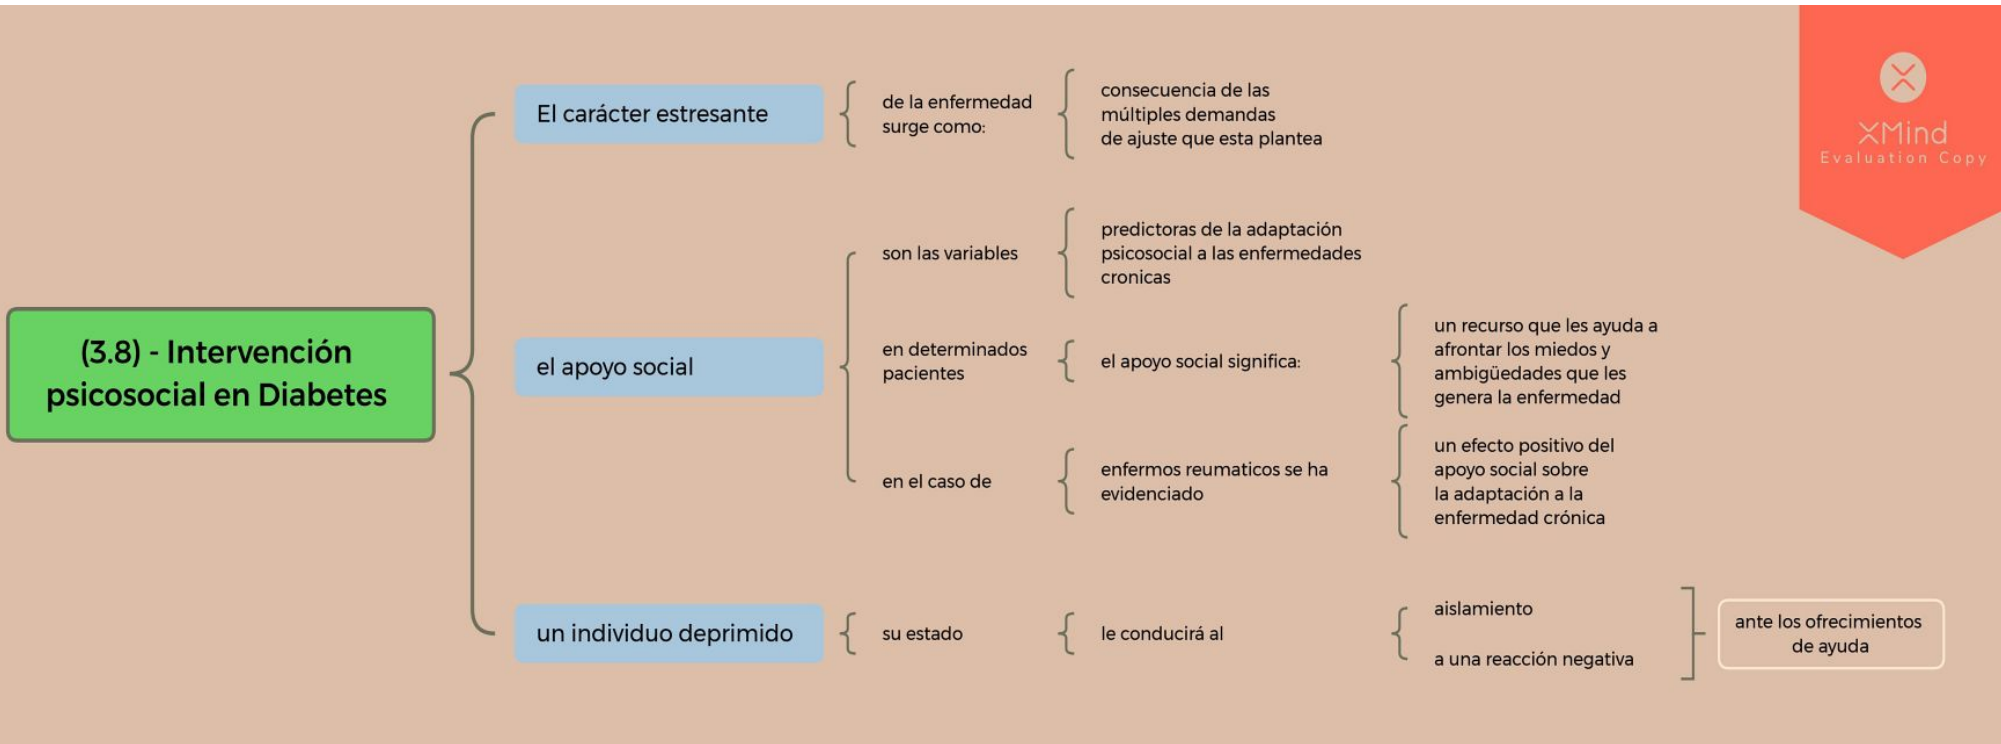 (3.8) - Intervención
psicosocial en Diabetes
El carácter estresante
de la enfermedad
surge como:
consecuencia de las
múltiples demandas
de ajuste que esta plantea
el apoyo social
son las variables
predictoras de la adaptación
psicosocial a las enfermedades
cronicas
en determinados
pacientes
el apoyo social significa:
un recurso que les ayuda a
afrontar los miedos y
ambigüedades que les
genera la enfermedad
en el caso de
enfermos reumaticos se ha
evidenciado
un efecto positivo del
apoyo social sobre
la adaptación a la
enfermedad crónica
un individuo deprimido
su estado
le conducirá al
aislamiento
a una reacción negativa
ante los ofrecimientos
de ayuda
XMind
Evaluation Copy